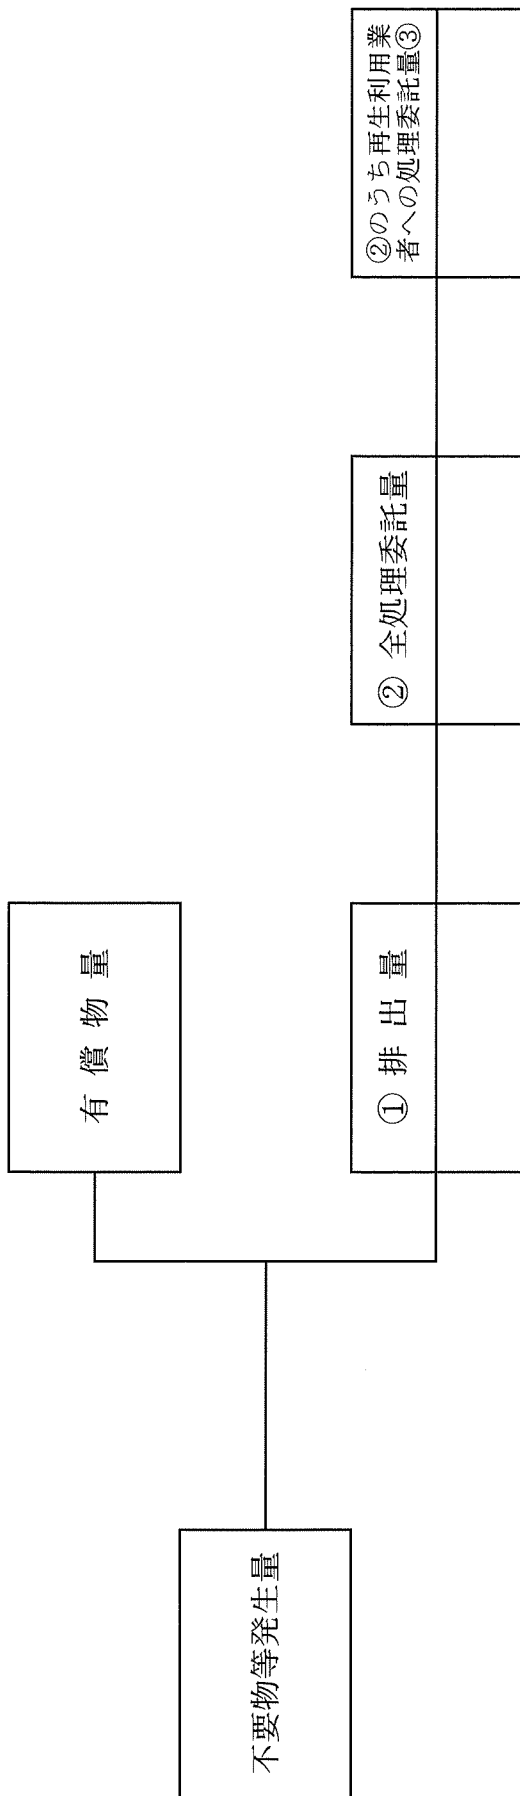 不要物等発生量
有償物量
① 排出量
② 全処理委託量
②のうち再生利用業
者への処理委託量③